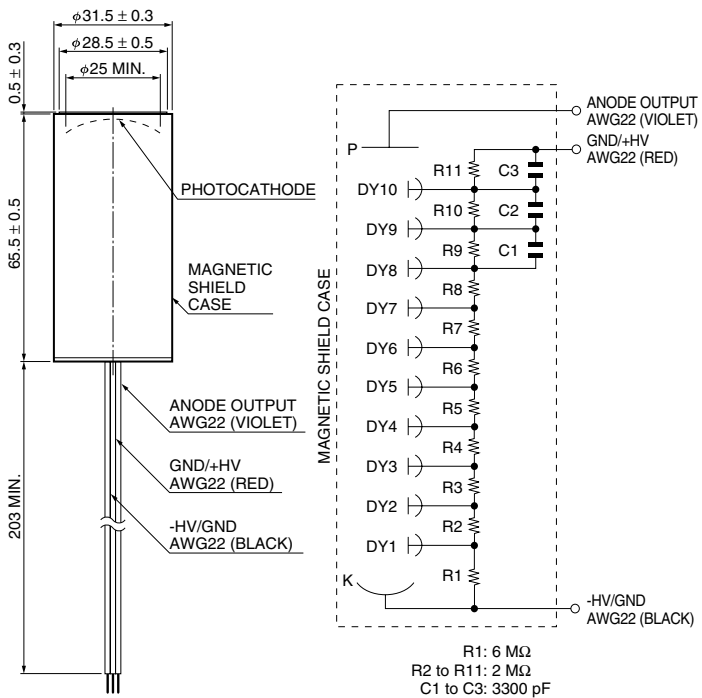 φ31.5 ± 0.3
φ28.5 ± 0.5
φ25 MIN.
0.5 ± 0.3
65.5 ± 0.5
203 MIN.
PHOTOCATHODE
MAGNETIC
SHIELD
CASE
ANODE OUTPUT
AWG22 (VIOLET)
GND/+HV
AWG22 (RED)
-HV/GND
AWG22 (BLACK)
MAGNETIC SHIELD CASE
ANODE OUTPUT
AWG22 (VIOLET)
GND/+HV
AWG22 (RED)
P
R11
C3
DY10
R10
C2
DY9
R9
C1
DY8
R8
DY7
R7
DY6
R6
DY5
R5
DY4
R4
DY3
R3
DY2
R2
DY1
R1
K
-HV/GND
AWG22 (BLACK)
R1: 6 MΩ
R2 to R11: 2 MΩ
C1 to C3: 3300 pF